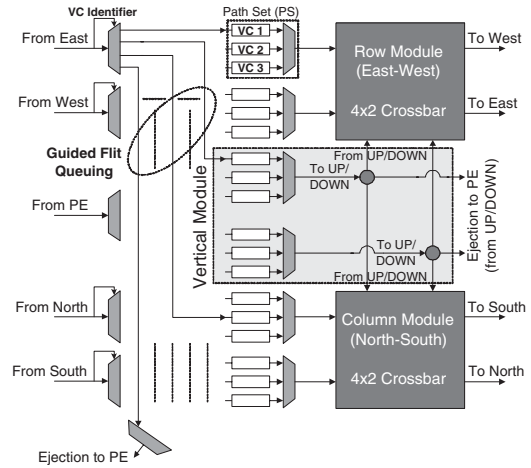 VC Identifier
Path Set (PS)
From East
VC 1
VC 2
VC 3
Row Module
(East-West)
4x2 Crossbar
To West
To East
From West
Guided Flit
Queuing
From PE
Vertical Module
From UP/DOWN
To UP/
DOWN
To UP/
DOWN
From UP/DOWN
Ejection to PE
(from UP/DOWN)
From North
From South
Column Module
(North-South)
4x2 Crossbar
To South
To North
Ejection to PE